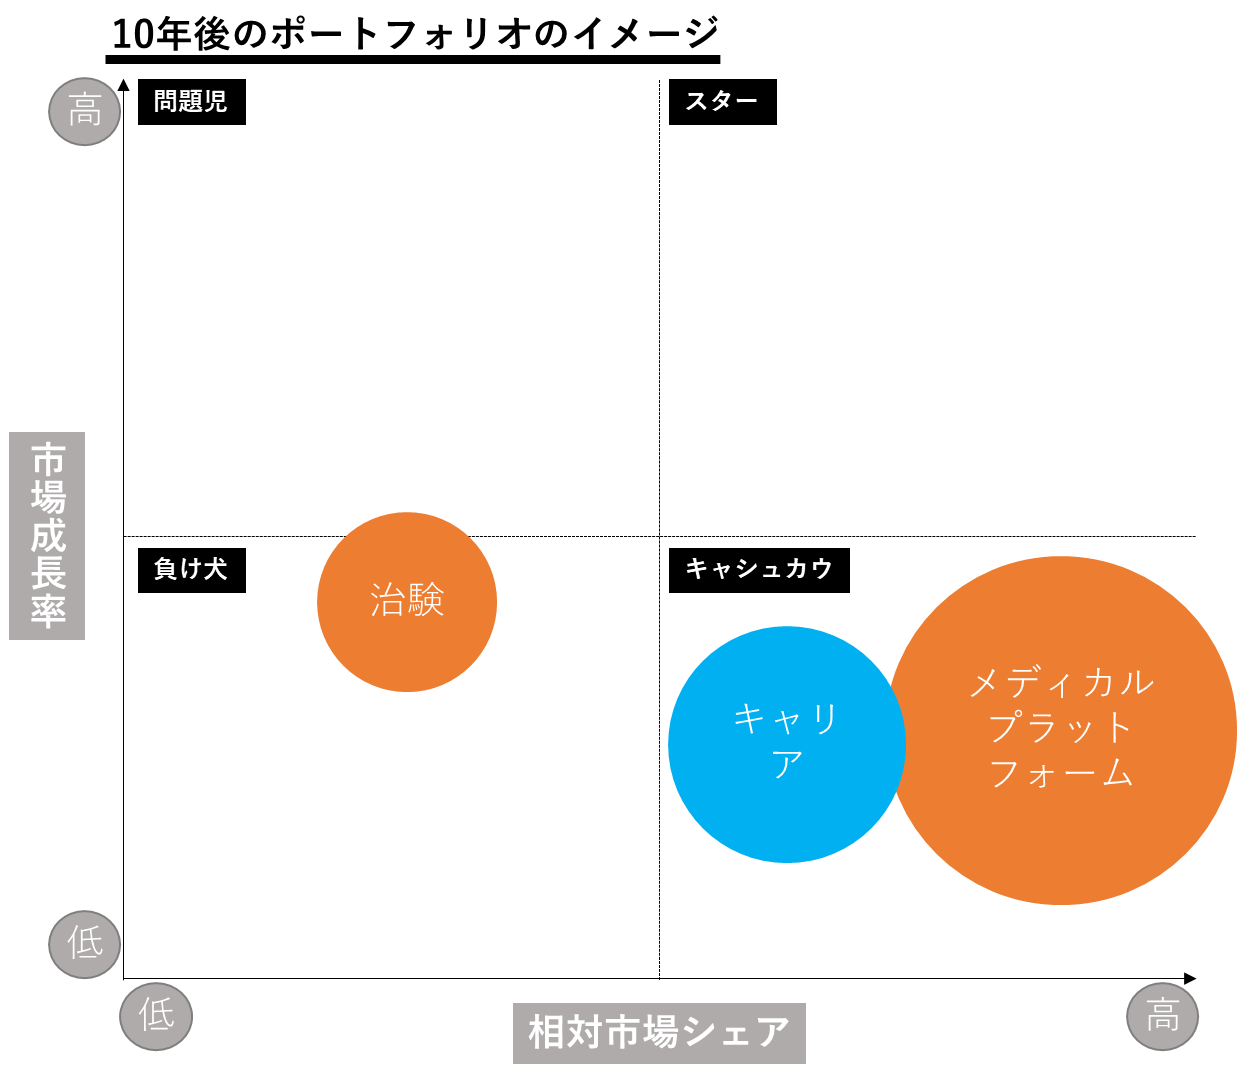 10年後のポートフォリオのイメージ
高
問題児
スター
市場成長率
負け犬
キャッシュカウ
治験
キャリ
ア
メディカル
プラット
フォーム
低
低
相対市場シェア
高